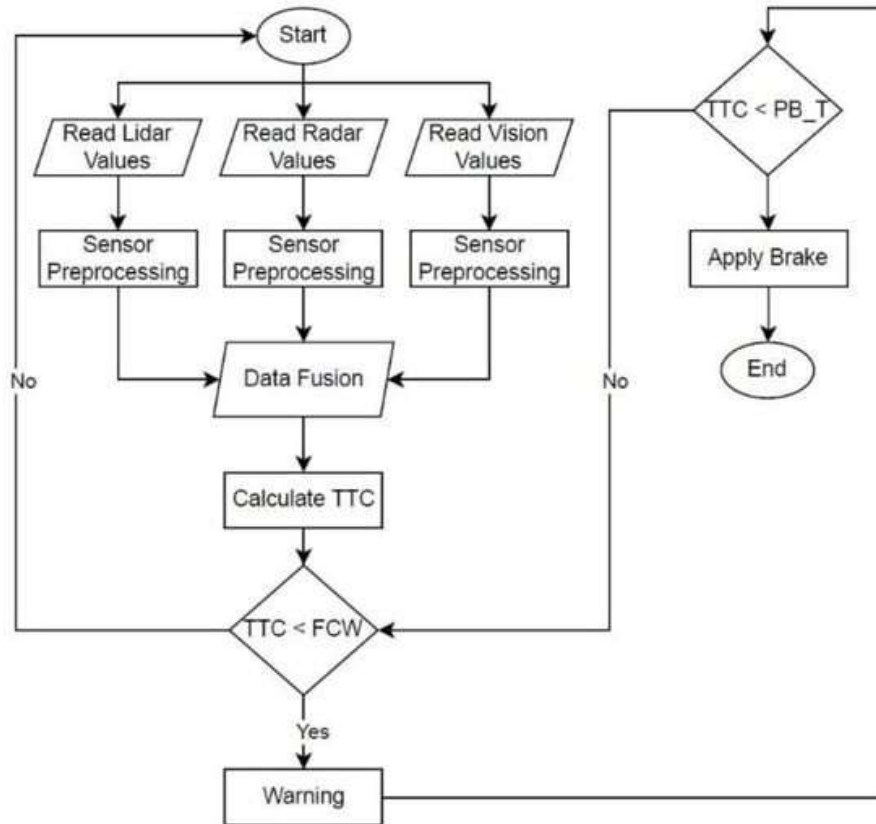 Start
Read Lidar
Values
Read Radar
Values
Read Vision
Values
Sensor
Preprocessing
Sensor
Preprocessing
Sensor
Preprocessing
Data Fusion
No
Calculate TTC
TTC < FCW
Yes
Warning
TTC < PB_T
No
Apply Brake
End